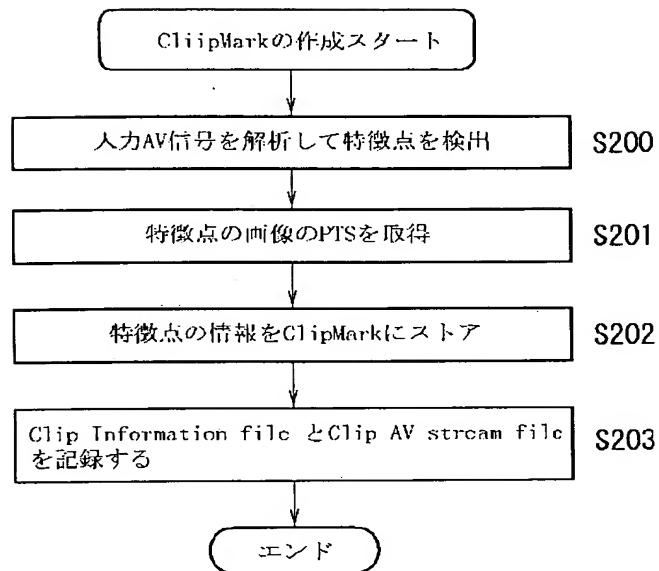 CliipMarkの作成スタート
入力AV信号を解析して特徴点を検出
S200
特徴点の画像のPTSを取得
S201
特徴点の情報をClipMarkにストア
S202
Clip Information file とClip AV stream file
を記録する
S203
エンド